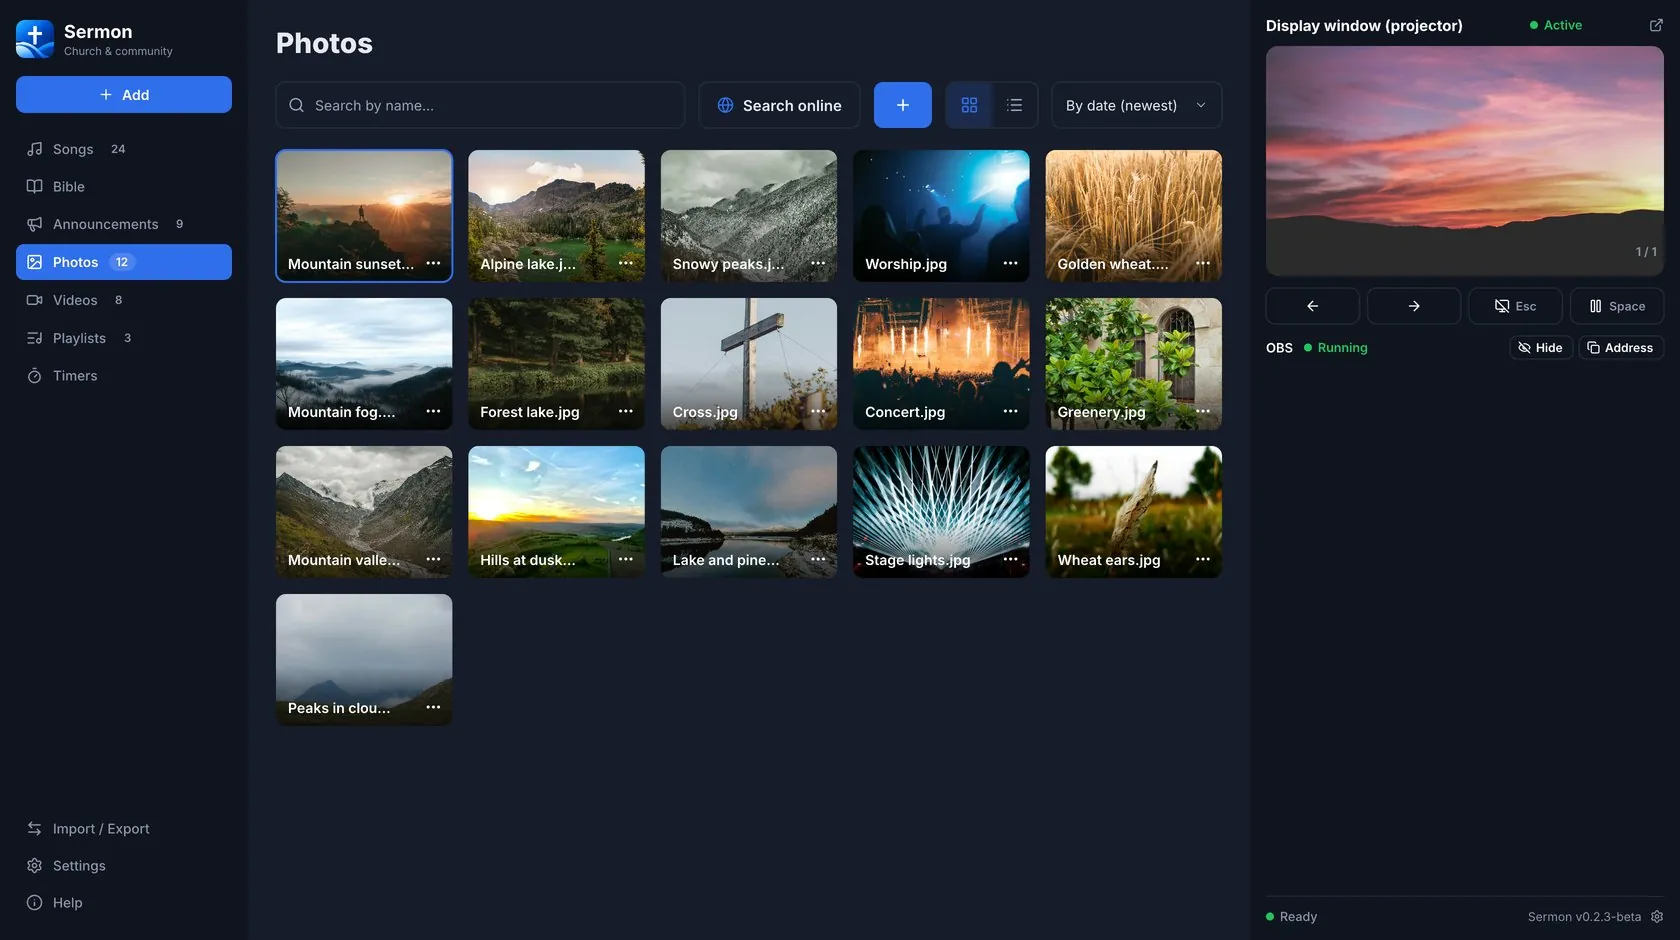 Sermon
Church & community
Add
Songs 24
Bible
Announcements 9
Photos 12
Videos 8
Playlists 3
Timers
Import / Export
Settings
Help
Photos
Search by name...
Search online
By date (newest)
Mountain sunset...
Alpine lake.j...
Snowy peaks.j...
Worship.jpg
Golden wheat....
Mountain fog....
Forest lake.jpg
Cross.jpg
Concert.jpg
Greenery.jpg
Mountain valle...
Hills at dusk...
Lake and pine...
Stage lights.jpg
Wheat ears.jpg
Peaks in clou...
Display window (projector)
Active
1 / 1
Esc
Space
OBS
Running
Hide
Address
Ready
Sermon v0.2.3-beta